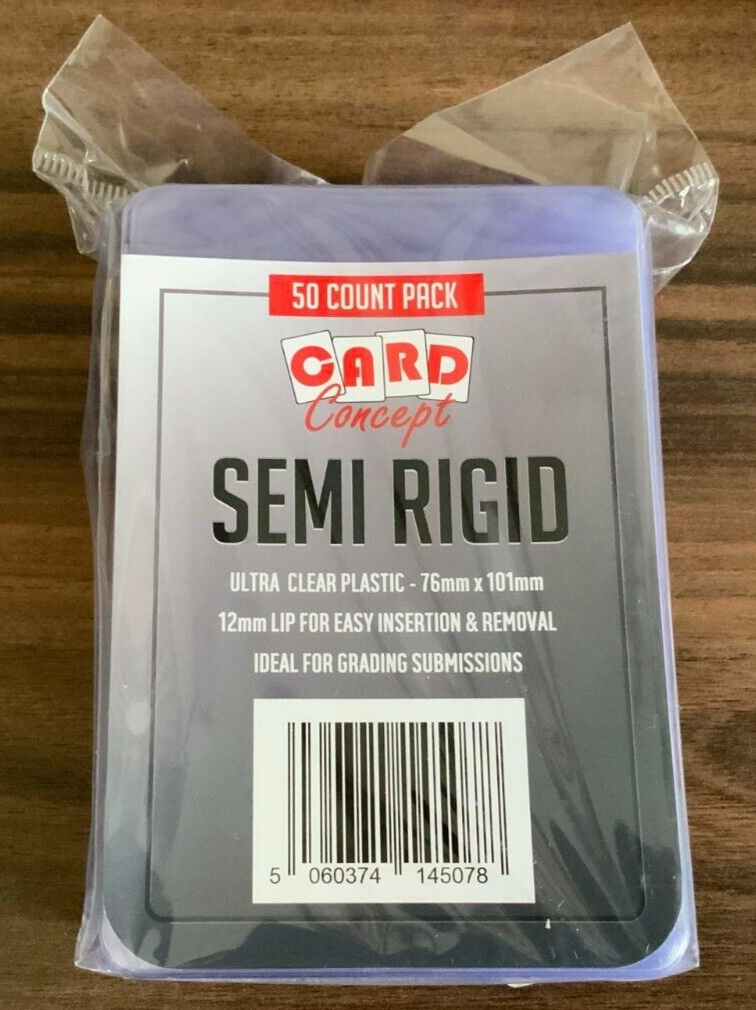 50 COUNT PACK
CARD
Concept
SEMI RIGID
ULTRA CLEAR PLASTIC - 76mm x 101mm
12mm LIP FOR EASY INSERTION & REMOVAL
IDEAL FOR GRADING SUBMISSIONS
5 060374 145078